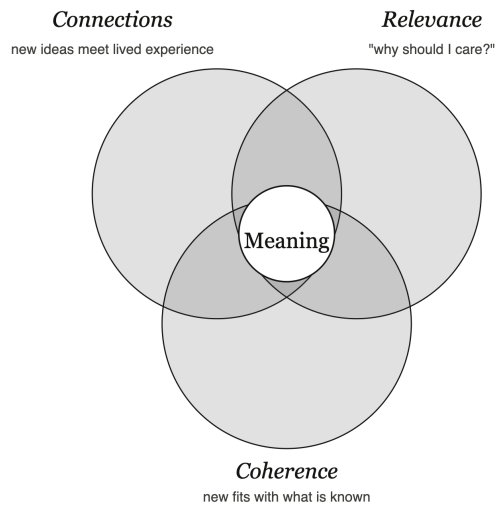 Connections
new ideas meet lived experience
Relevance
"why should I care?"
Meaning
Coherence
new fits with what is known